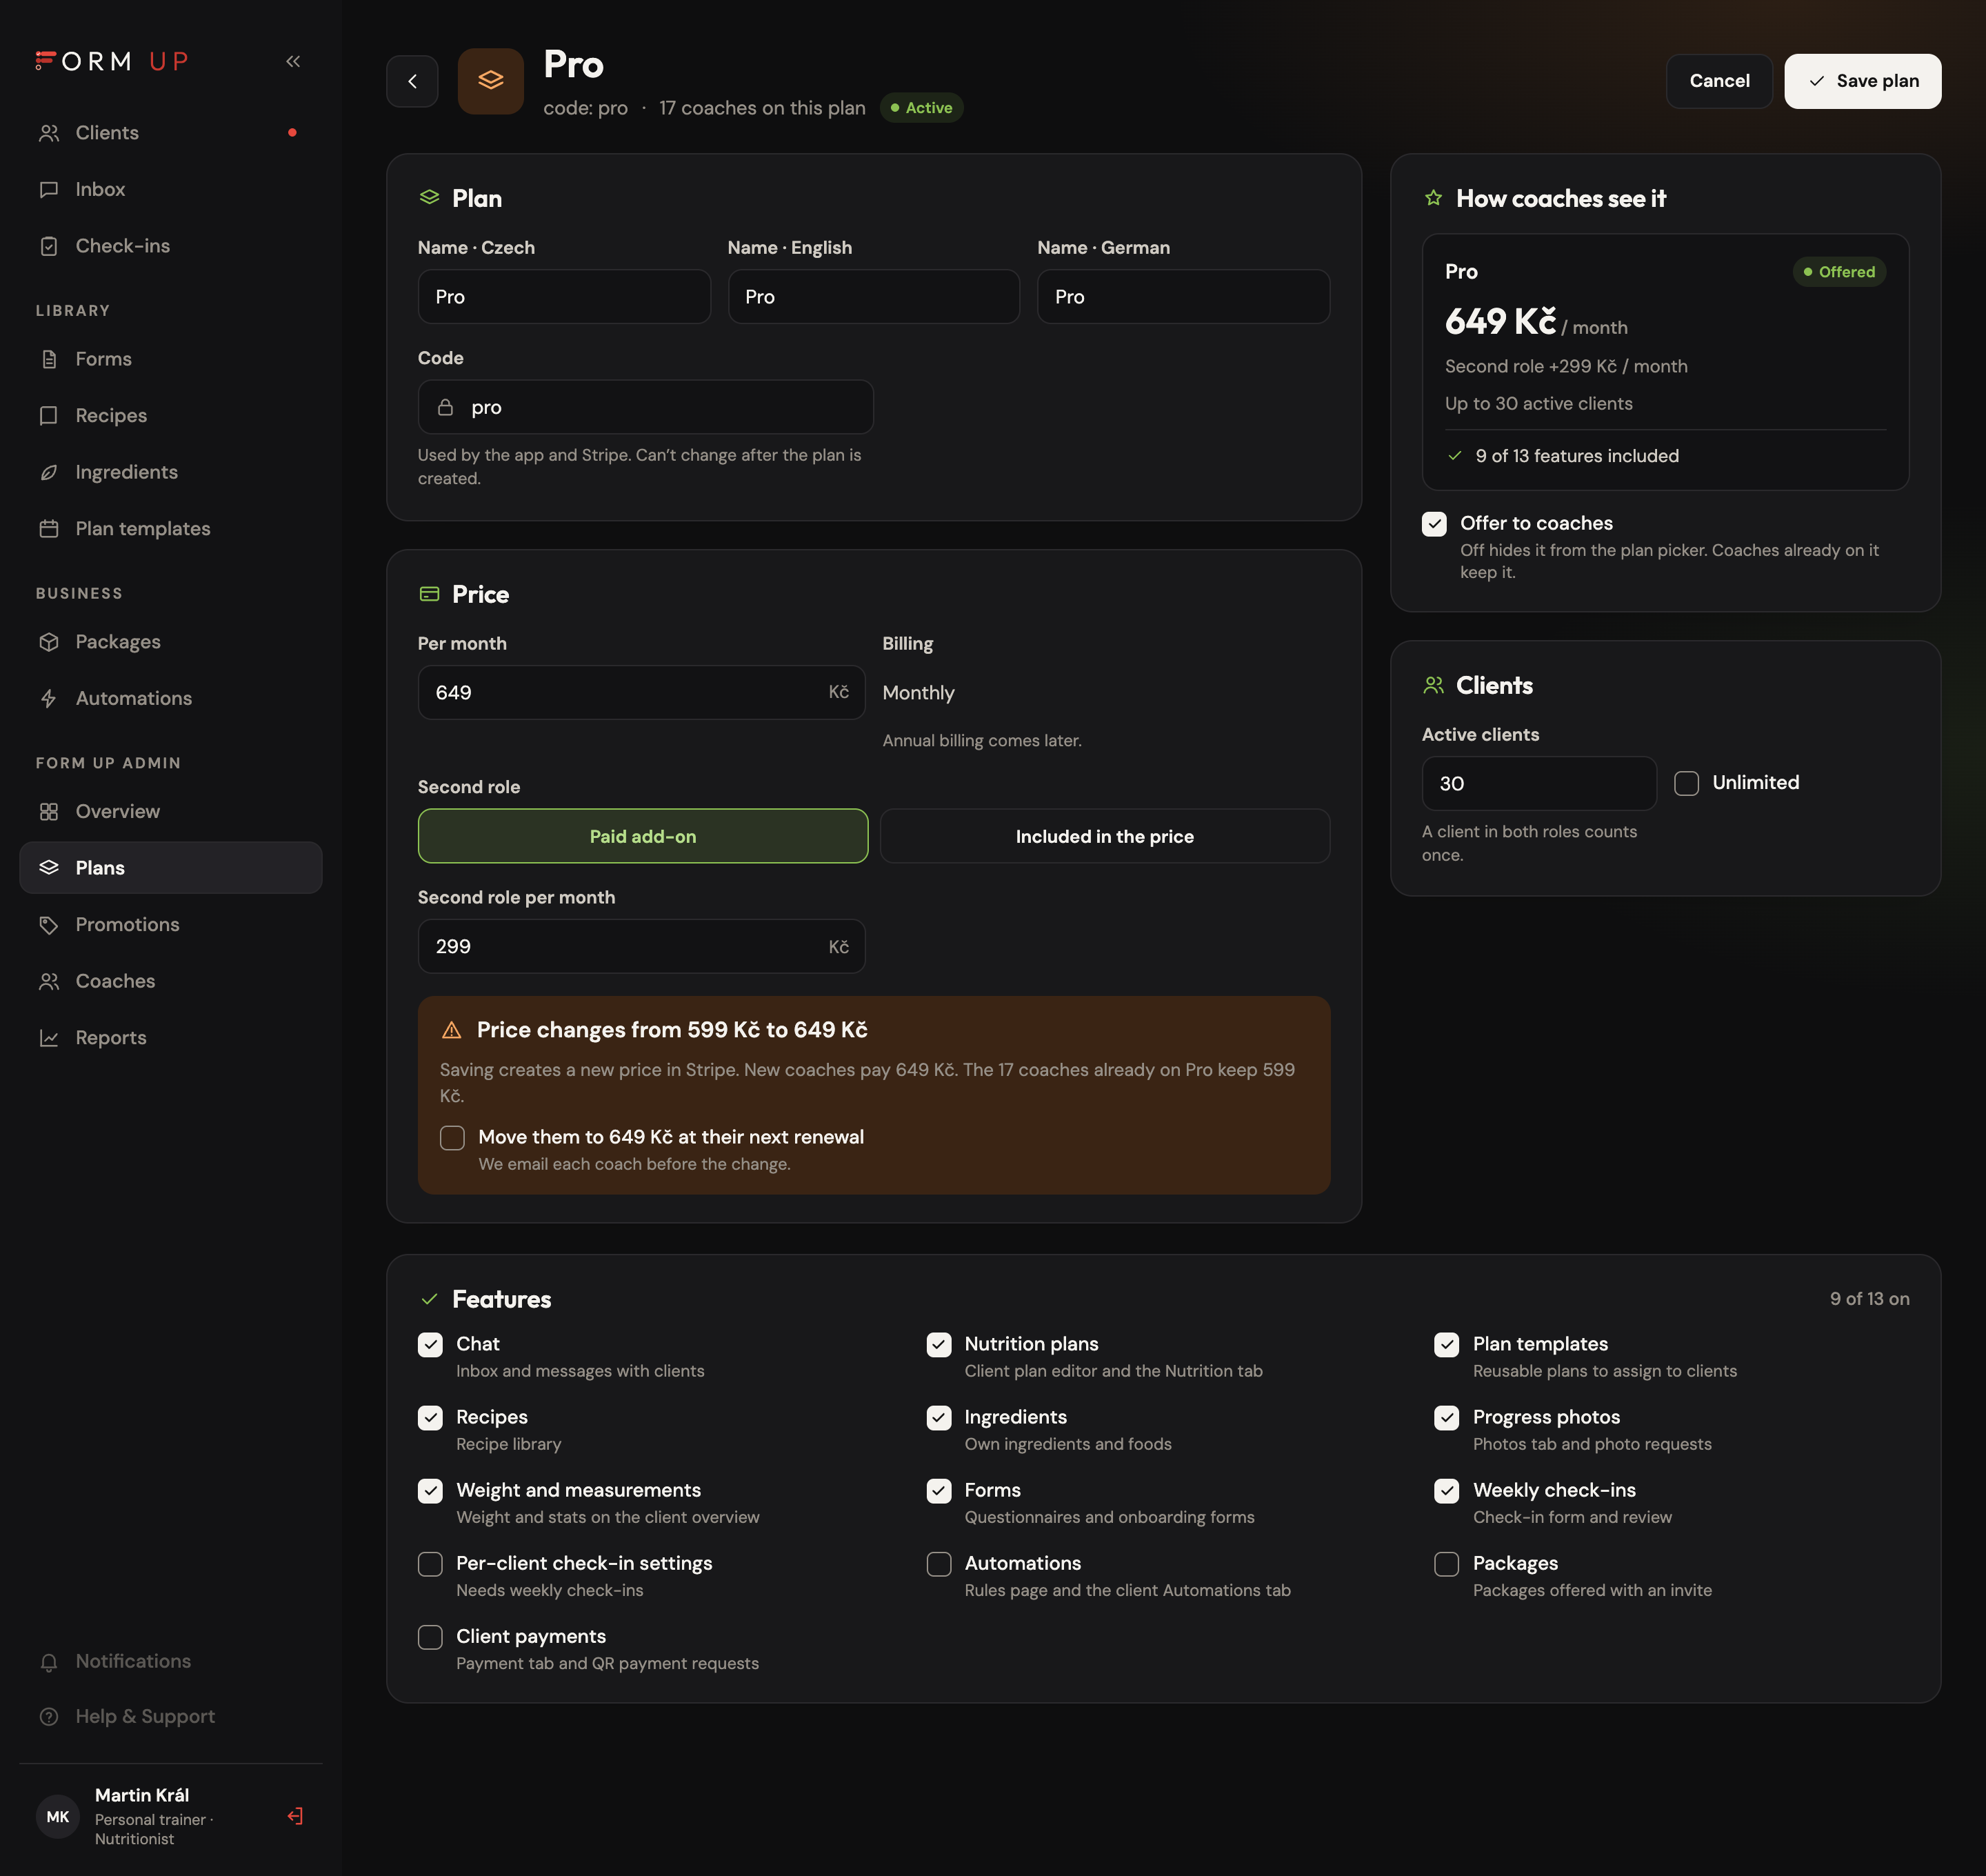 FORM UP
Clients
Inbox
Check-ins
LIBRARY
Forms
Recipes
Ingredients
Plan templates
BUSINESS
Packages
Automations
FORM UP ADMIN
Overview
Plans
Promotions
Coaches
Reports
Notifications
Help & Support
MK
Martin Král
Personal trainer ·
Nutritionist
Pro
code: pro · 17 coaches on this plan
Active
Cancel
Save plan
Plan
Name · Czech
Name · English
Name · German
Pro
Pro
Pro
Code
pro
Used by the app and Stripe. Can’t change after the plan is
created.
Price
Per month
Billing
649 Kč
Monthly
Annual billing comes later.
Second role
Paid add-on
Included in the price
Second role per month
299 Kč
Price changes from 599 Kč to 649 Kč
Saving creates a new price in Stripe. New coaches pay 649 Kč. The 17 coaches already on Pro keep 599
Kč.
Move them to 649 Kč at their next renewal
We email each coach before the change.
How coaches see it
Pro
Offered
649 Kč / month
Second role +299 Kč / month
Up to 30 active clients
9 of 13 features included
Offer to coaches
Off hides it from the plan picker. Coaches already on it
keep it.
Clients
Active clients
30
Unlimited
A client in both roles counts
once.
Features
9 of 13 on
Chat
Inbox and messages with clients
Nutrition plans
Client plan editor and the Nutrition tab
Plan templates
Reusable plans to assign to clients
Recipes
Recipe library
Ingredients
Own ingredients and foods
Progress photos
Photos tab and photo requests
Weight and measurements
Weight and stats on the client overview
Forms
Questionnaires and onboarding forms
Weekly check-ins
Check-in form and review
Per-client check-in settings
Needs weekly check-ins
Automations
Rules page and the client Automations tab
Packages
Packages offered with an invite
Client payments
Payment tab and QR payment requests